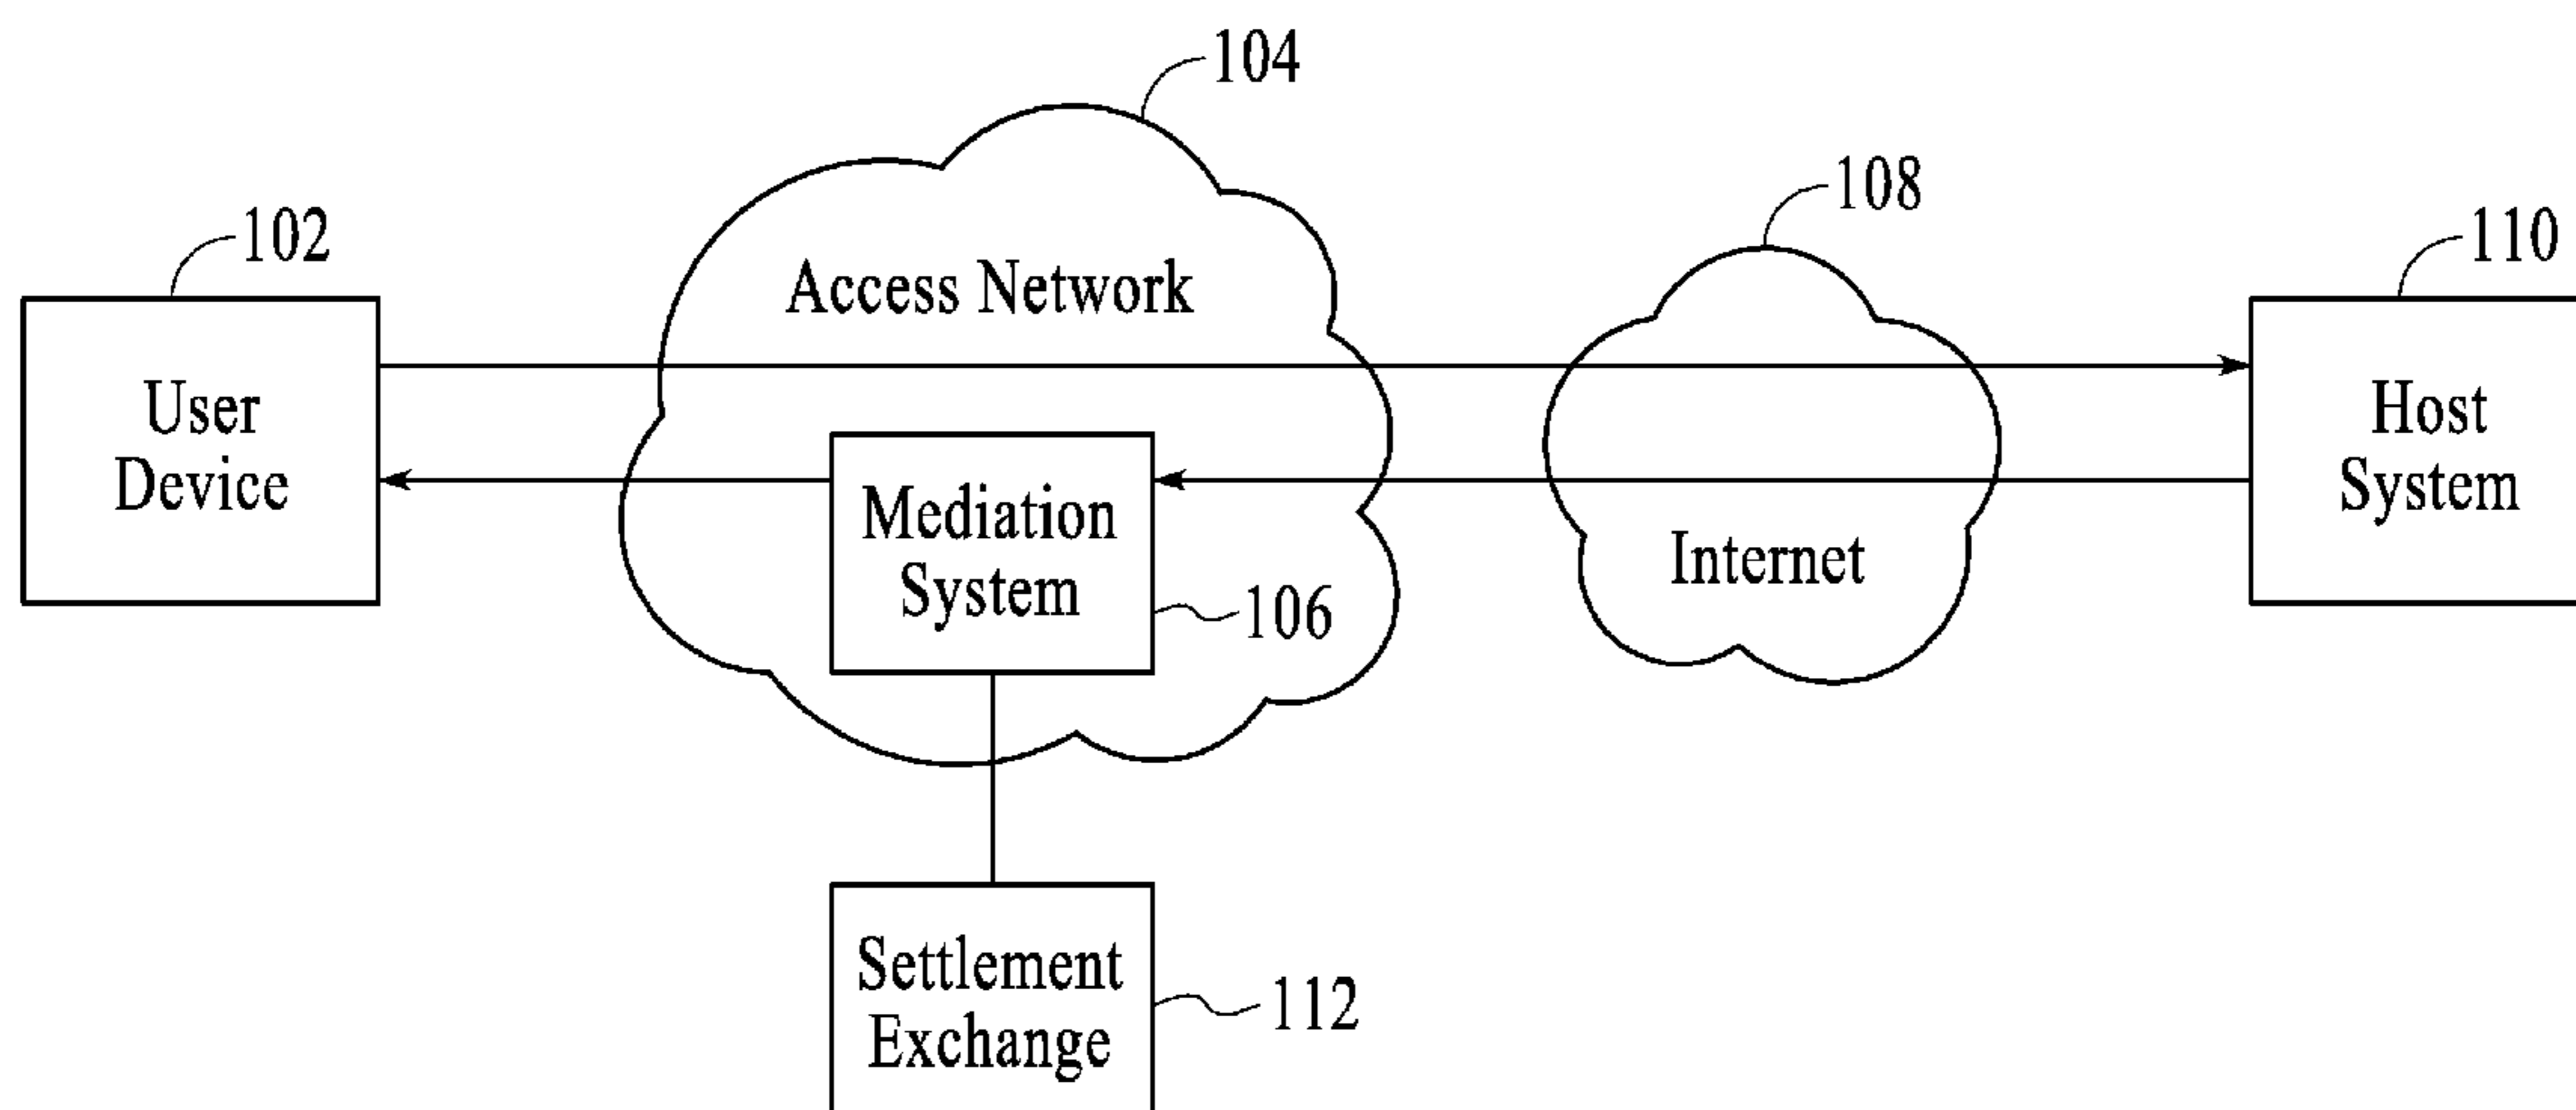 104
108
102
110
Access Network
User
Device
Host
System
Mediation
System
106
Internet
Settlement
Exchange
112